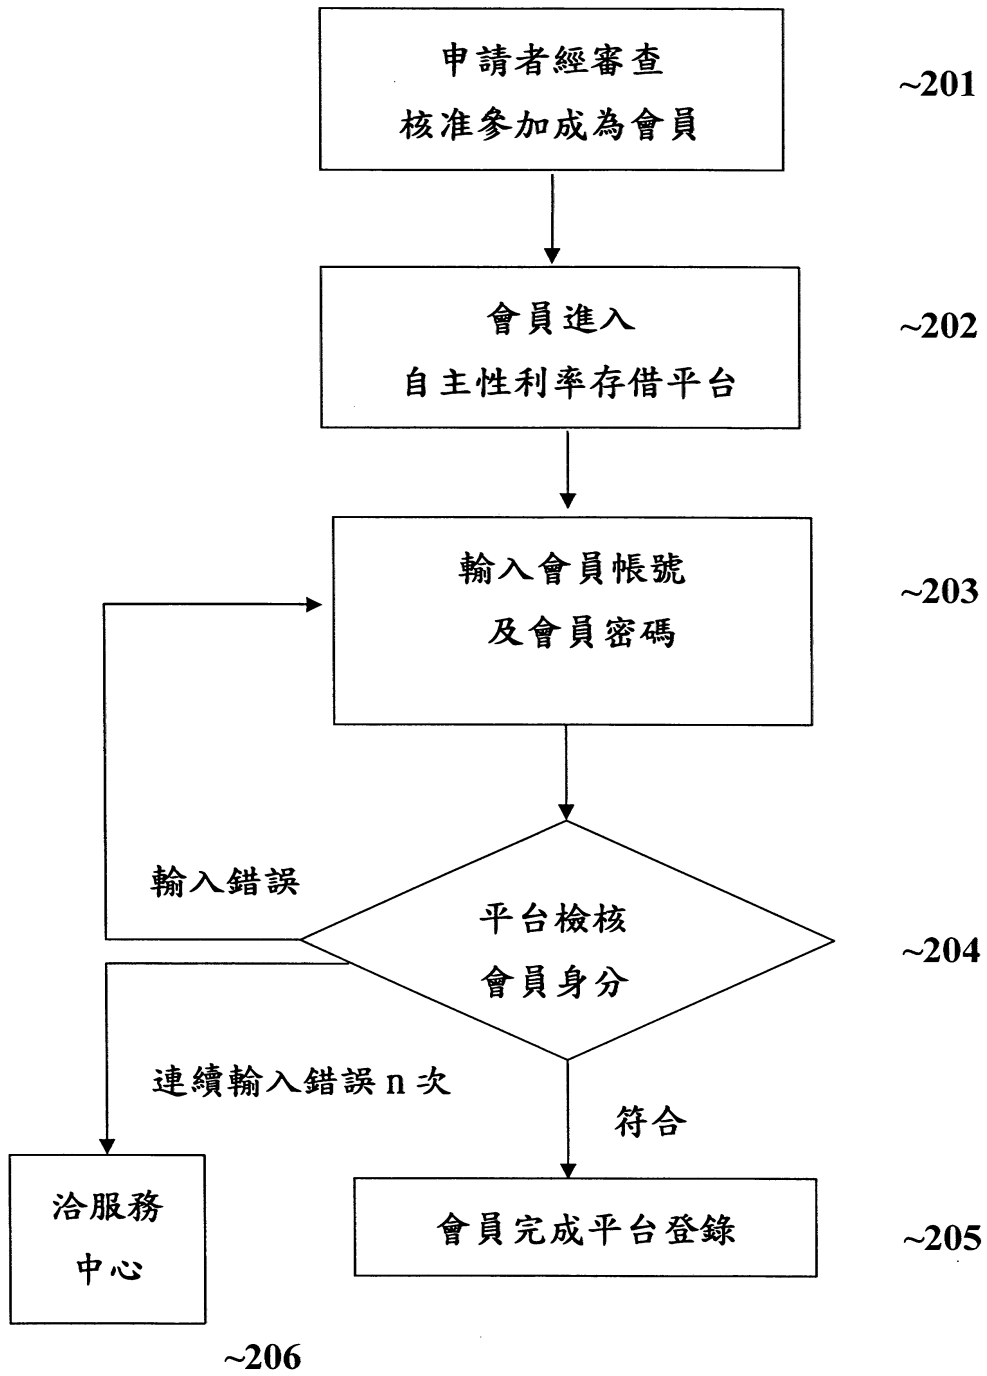 申請者經審查
核准參加成為會員
~201
會員進入
自主性利率存借平台
~202
輸入會員帳號
及會員密碼
~203
輸入錯誤
平台檢核
會員身分
~204
連續輸入錯誤n次
符合
洽服務
中心
~206
會員完成平台登錄
~205